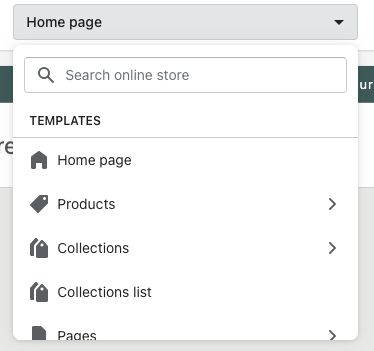 Home page
Search online store
TEMPLATES
Home page
Products
Collections
Collections list
Pages